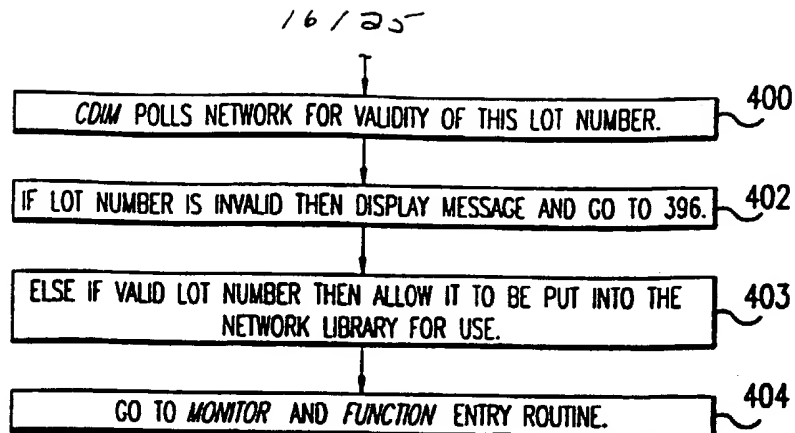 16/25
CDIM POLLS NETWORK FOR VALIDITY OF THIS LOT NUMBER.
400
IF LOT NUMBER IS INVALID THEN DISPLAY MESSAGE AND GO TO 396.
402
ELSE IF VALID LOT NUMBER THEN ALLOW IT TO BE PUT INTO THE
NETWORK LIBRARY FOR USE.
403
GO TO MONITOR AND FUNCTION ENTRY ROUTINE.
404